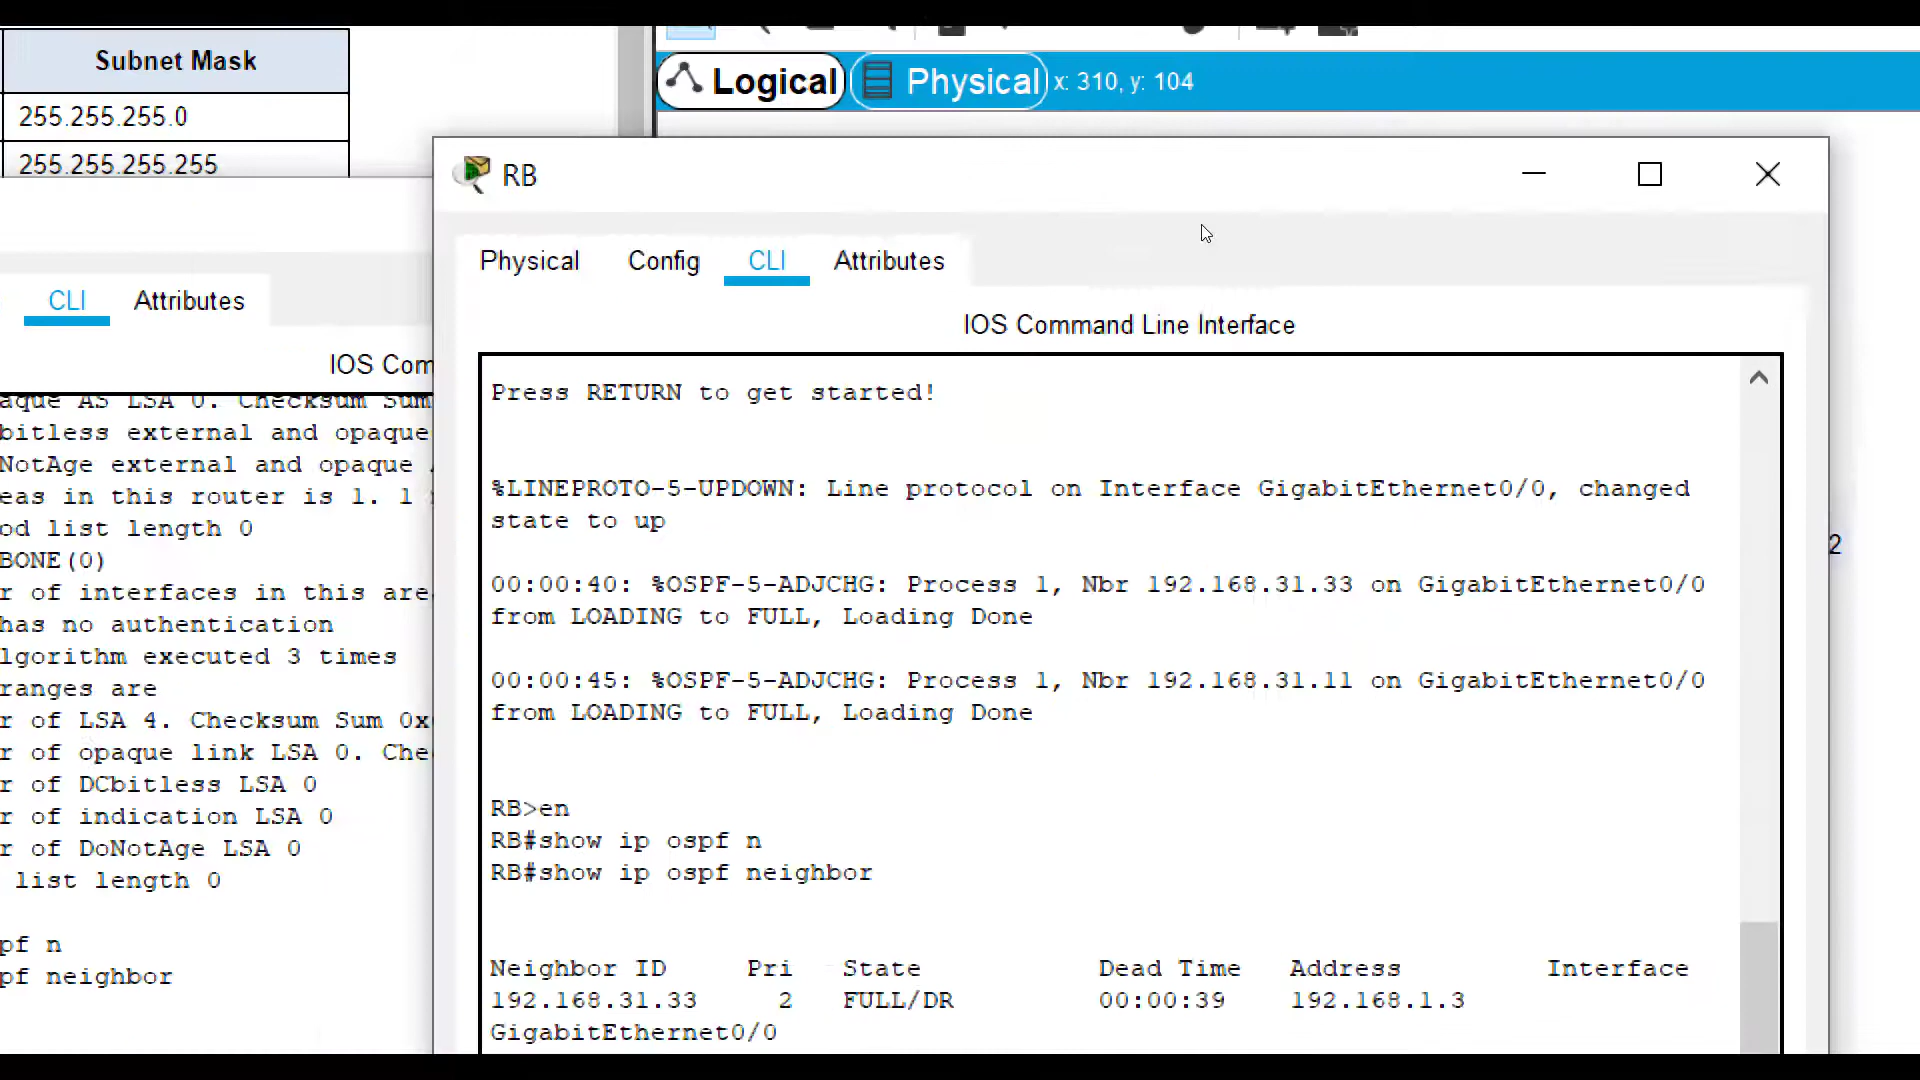 Subnet Mask
255.255.255.0
255.255.255.255
Logical
Physical
x: 310, y: 104
CLI
Attributes
IOS Com
aque AS LSA 0. Checksum Sum
bitless external and opaque
NotAge external and opaque
eas in this router is 1. 1
od list length 0
BONE(0)
r of interfaces in this are
has no authentication
lgorithm executed 3 times
ranges are
r of LSA 4. Checksum Sum 0x
r of opaque link LSA 0. Che
r of DCbitless LSA 0
r of indication LSA 0
r of DoNotAge LSA 0
list length 0
pf n
pf neighbor
RB
Physical
Config
CLI
Attributes
IOS Command Line Interface
Press RETURN to get started!
%LINEPROTO-5-UPDOWN: Line protocol on Interface GigabitEthernet0/0, changed
state to up
00:00:40: %OSPF-5-ADJCHG: Process 1, Nbr 192.168.31.33 on GigabitEthernet0/0
from LOADING to FULL, Loading Done
00:00:45: %OSPF-5-ADJCHG: Process 1, Nbr 192.168.31.11 on GigabitEthernet0/0
from LOADING to FULL, Loading Done
RB>en
RB#show ip ospf n
RB#show ip ospf neighbor
Neighbor ID Pri State Dead Time Address Interface
192.168.31.33 2 FULL/DR 00:00:39 192.168.1.3
GigabitEthernet0/0
2